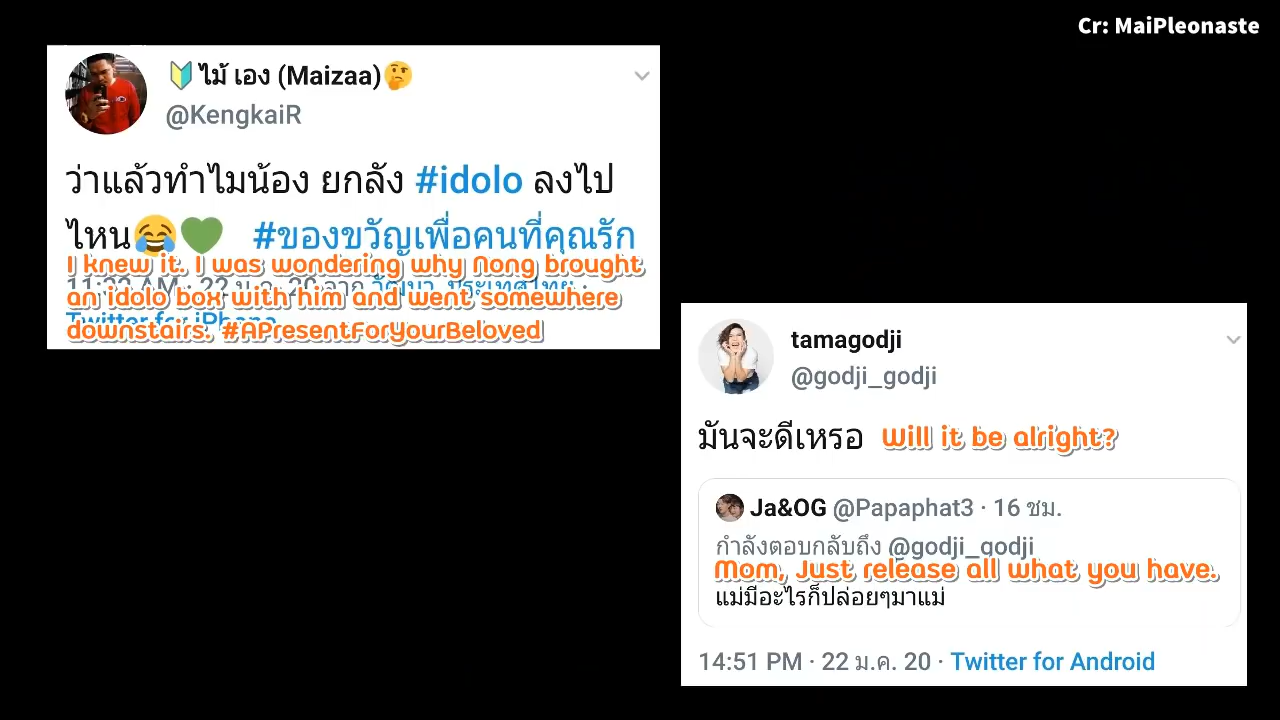 Cr: MaiPleonaste
ไม้ เอง (Maizaa)
@KengkaiR
ว่าแล้วทำไมน้อง ยกลัง #idolo ลงไป
ไหน😂💚 #ของขวัญเพื่อคนที่คุณรัก
I knew it. I was wondering why Nong brought
an idolo box with him and went somewhere
downstairs. #APresentForYourBeloved
Twitter for iPhone
tamagodji
@godji_godji
มันจะดีเหรอ Will it be alright?
Ja&OG @Papaphat3 · 16 ชม.
กำลังตอบกลับถึง @godji_godji
Mom, Just release all what you have.
แม่มีอะไรก็ปล่อยๆมาแม่
14:51 PM · 22 ม.ค. 20 · Twitter for Android